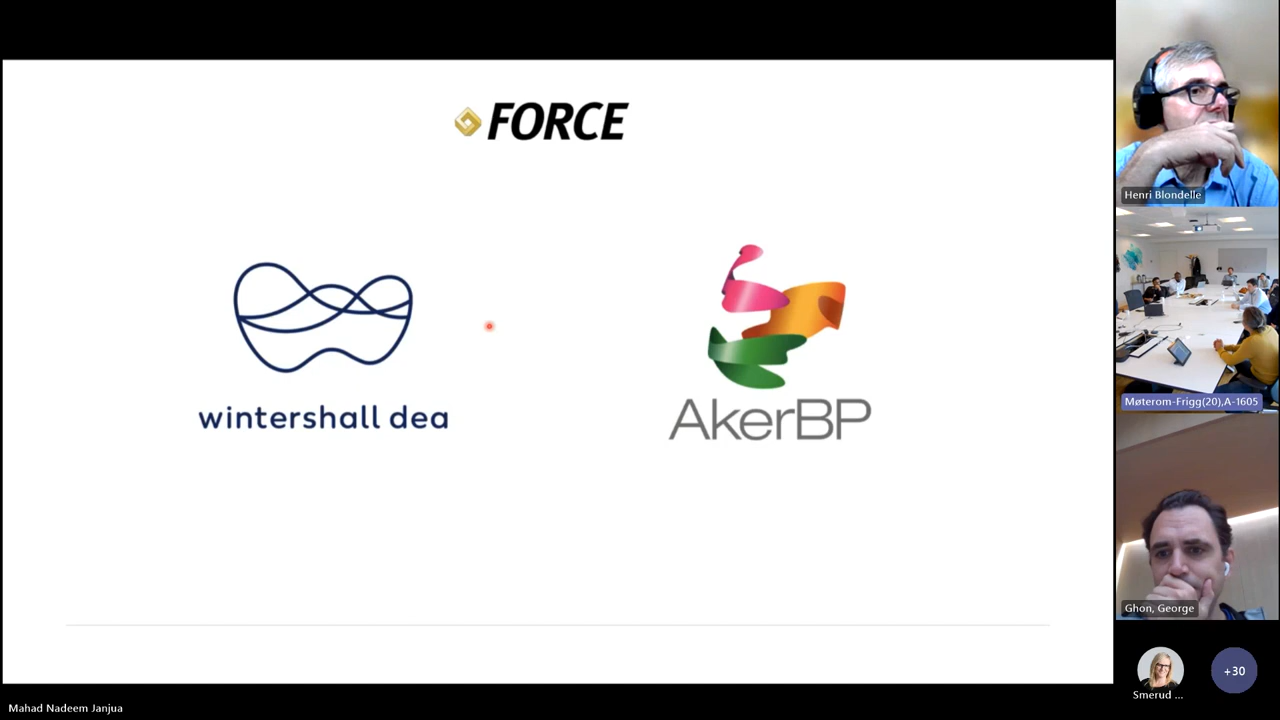 FORCE
wintershall dea
AkerBP
Henri Blondelle
Møterom-Frigg(20),A-1605
Ghon, George
Smerud ...
+30
Mahad Nadeem Janjua